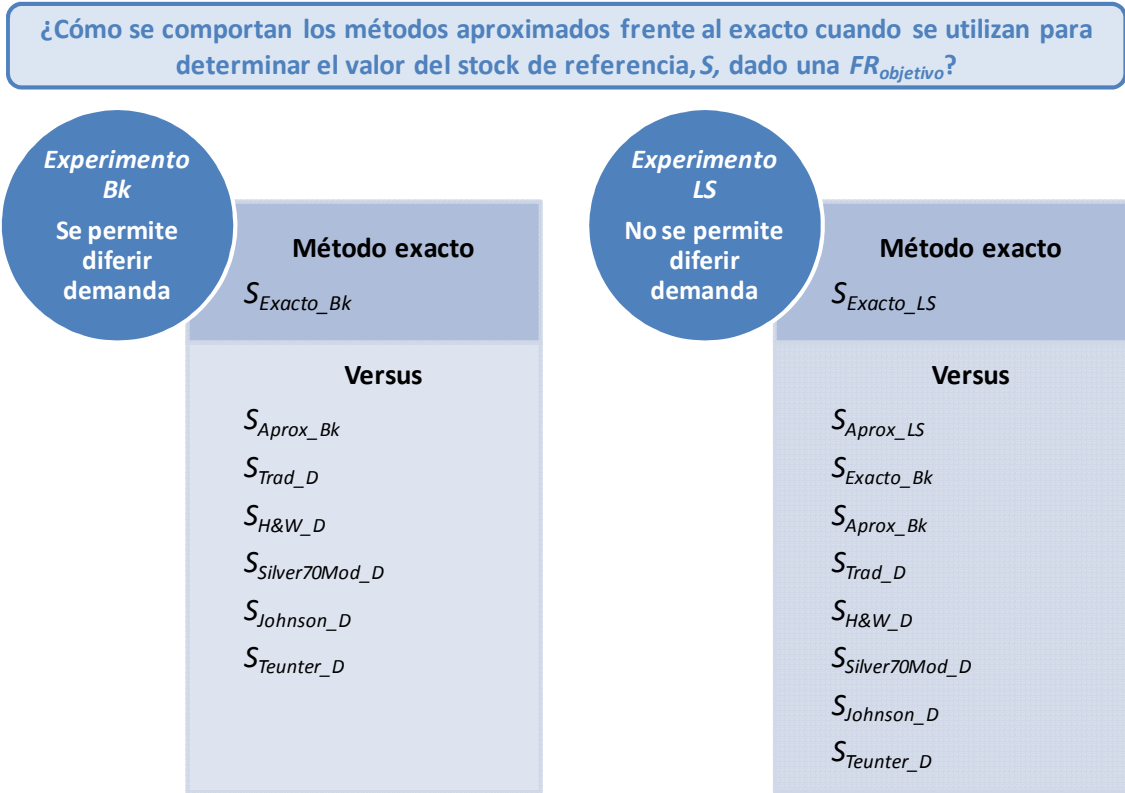 ¿Cómo se comportan los métodos aproximados frente al exacto cuando se utilizan para
determinar el valor del stock de referencia, S, dado una FRobjetivo?
Experimento
Bk
Se permite
diferir
demanda
Método exacto
SExacto_Bk
Versus
SAprox_Bk
STrad_D
SH&W_D
SSilver70Mod_D
SJohnson_D
STeunter_D
Experimento
LS
No se permite
diferir
demanda
Método exacto
SExacto_LS
Versus
SAprox_LS
SExacto_Bk
SAprox_Bk
STrad_D
SH&W_D
SSilver70Mod_D
SJohnson_D
STeunter_D